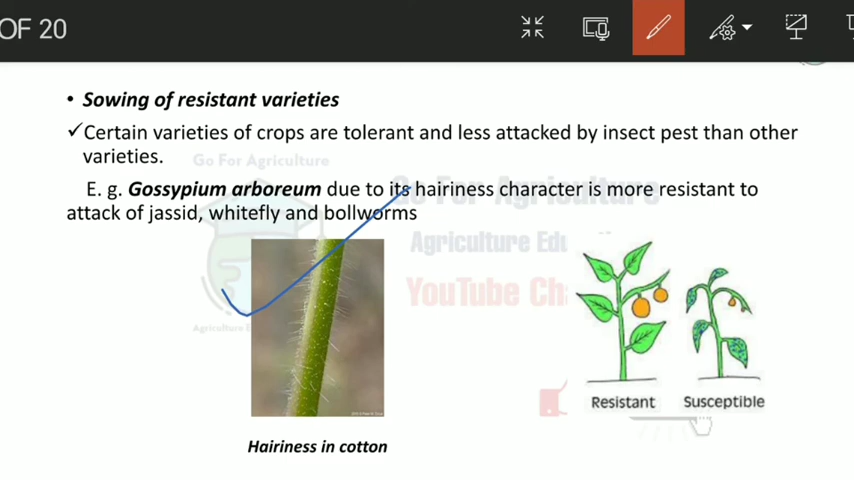 OF 20
• Sowing of resistant varieties
✓Certain varieties of crops are tolerant and less attacked by insect pest than other
varieties.
Go For Agriculture
E. g. Gossypium arboreum due to its hairiness character is more resistant to
Go For Agriculture
attack of jassid, whitefly and bollworms
Agriculture Edu
YouTube Cha
Agriculture E
Resistant Susceptible
Hairiness in cotton